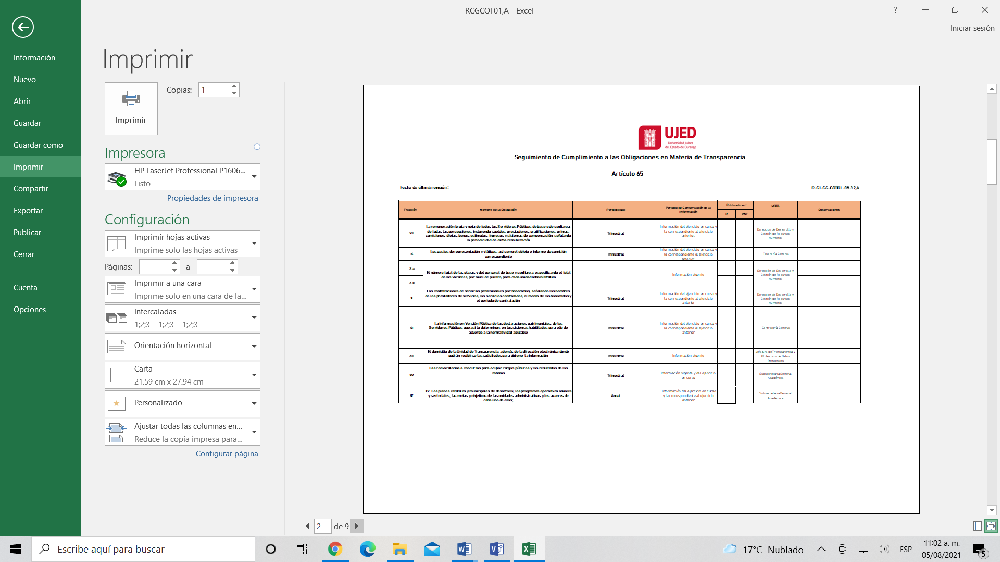 RCGCOT01,A - Excel
?
Iniciar sesión
Información
Nuevo
Abrir
Guardar
Guardar como
Imprimir
Compartir
Exportar
Publicar
Cerrar
Cuenta
Opciones
Imprimir
Imprimir
Copias: 1
Impresora
HP LaserJet Professional P1606...
Listo
Propiedades de impresora
Configuración
Imprimir hojas activas
Imprime solo las hojas activas
Páginas: a
Imprimir a una cara
Imprime solo en una cara de la...
Intercaladas
1;2;3 1;2;3 1;2;3
Orientación horizontal
Carta
21.59 cm x 27.94 cm
Personalizado
Ajustar todas las columnas en...
Reduce la copia impresa para...
Configurar página
UJED
Universidad Juárez
del Estado de Durango
Seguimiento de Cumplimiento a las Obligaciones en Materia de Transparencia
Artículo 65
Fecha de última revisión:
R-GI-CG-COTDI -05.3.2,A
Fracción
Nombre de la Obligación
Periodicidad
Periodo de Conservación de la
información
Publicado en:
PI
PNT
URES
Observaciones
VIII
La remuneración bruta y neta de todos los Servidores Públicos de base o de confianza,
de todas las percepciones, incluyendo sueldos, prestaciones, gratificaciones, primas,
comisiones, dietas, bonos, estímulos, ingresos y sistemas de compensación, señalando
la periodicidad de dicha remuneración
Trimestral
Información del ejercicio en curso y
la correspondiente al ejercicio
anterior.
Dirección de Desarrollo y
Gestión de Recursos
Humanos
IX
Los gastos de representación y viáticos, así como el objeto e informe de comisión
correspondiente
Trimestral
Información del ejercicio en curso y
la correspondiente al ejercicio
anterior.
Tesorería General
X-a
X-b
El número total de las plazas y del personal de base y confianza, especificando el total
de las vacantes, por nivel de puesto, para cada unidad administrativa
Información vigente
Dirección de Desarrollo y
Gestión de Recursos
Humanos
XI
Las contrataciones de servicios profesionales por honorarios, señalando los nombres
de los prestadores de servicios, los servicios contratados, el monto de los honorarios y
el periodo de contratación
Trimestral
Información del ejercicio en curso y
la correspondiente al ejercicio
anterior
Dirección de Desarrollo y
Gestión de Recursos
Humanos
XII
La información en Versión Pública de las declaraciones patrimoniales, de los
Servidores Públicos que así lo determinen, en los sistemas habilitados para ello de
acuerdo a la normatividad aplicable
Trimestral
Información del ejercicio en curso y
la correspondiente al ejercicio
anterior
Contraloría General
XIII
El domicilio de la Unidad de Transparencia, además de la dirección electrónica donde
podrán recibirse las solicitudes para obtener la información
Trimestral
Información vigente
Jefatura de Transparencia y
Protección de Datos
Personales
XIV
Las convocatorias a concursos para ocupar cargos públicos y los resultados de los
mismos
Trimestral
Información vigente y del ejercicio
en curso
Subsecretaría General
Académica
XV
XV. Los planes estatales y municipales de desarrollo; los programas operativos anuales
y sectoriales; las metas y objetivos de las unidades administrativas y los avances de
cada uno de ellos;
Anual
Información del ejercicio en curso
y la correspondiente al ejercicio
anterior
Subsecretaría General
Académica
2 de 9
Escribe aquí para buscar
17°C Nublado
ESP
11:02 a. m.
05/08/2021
5